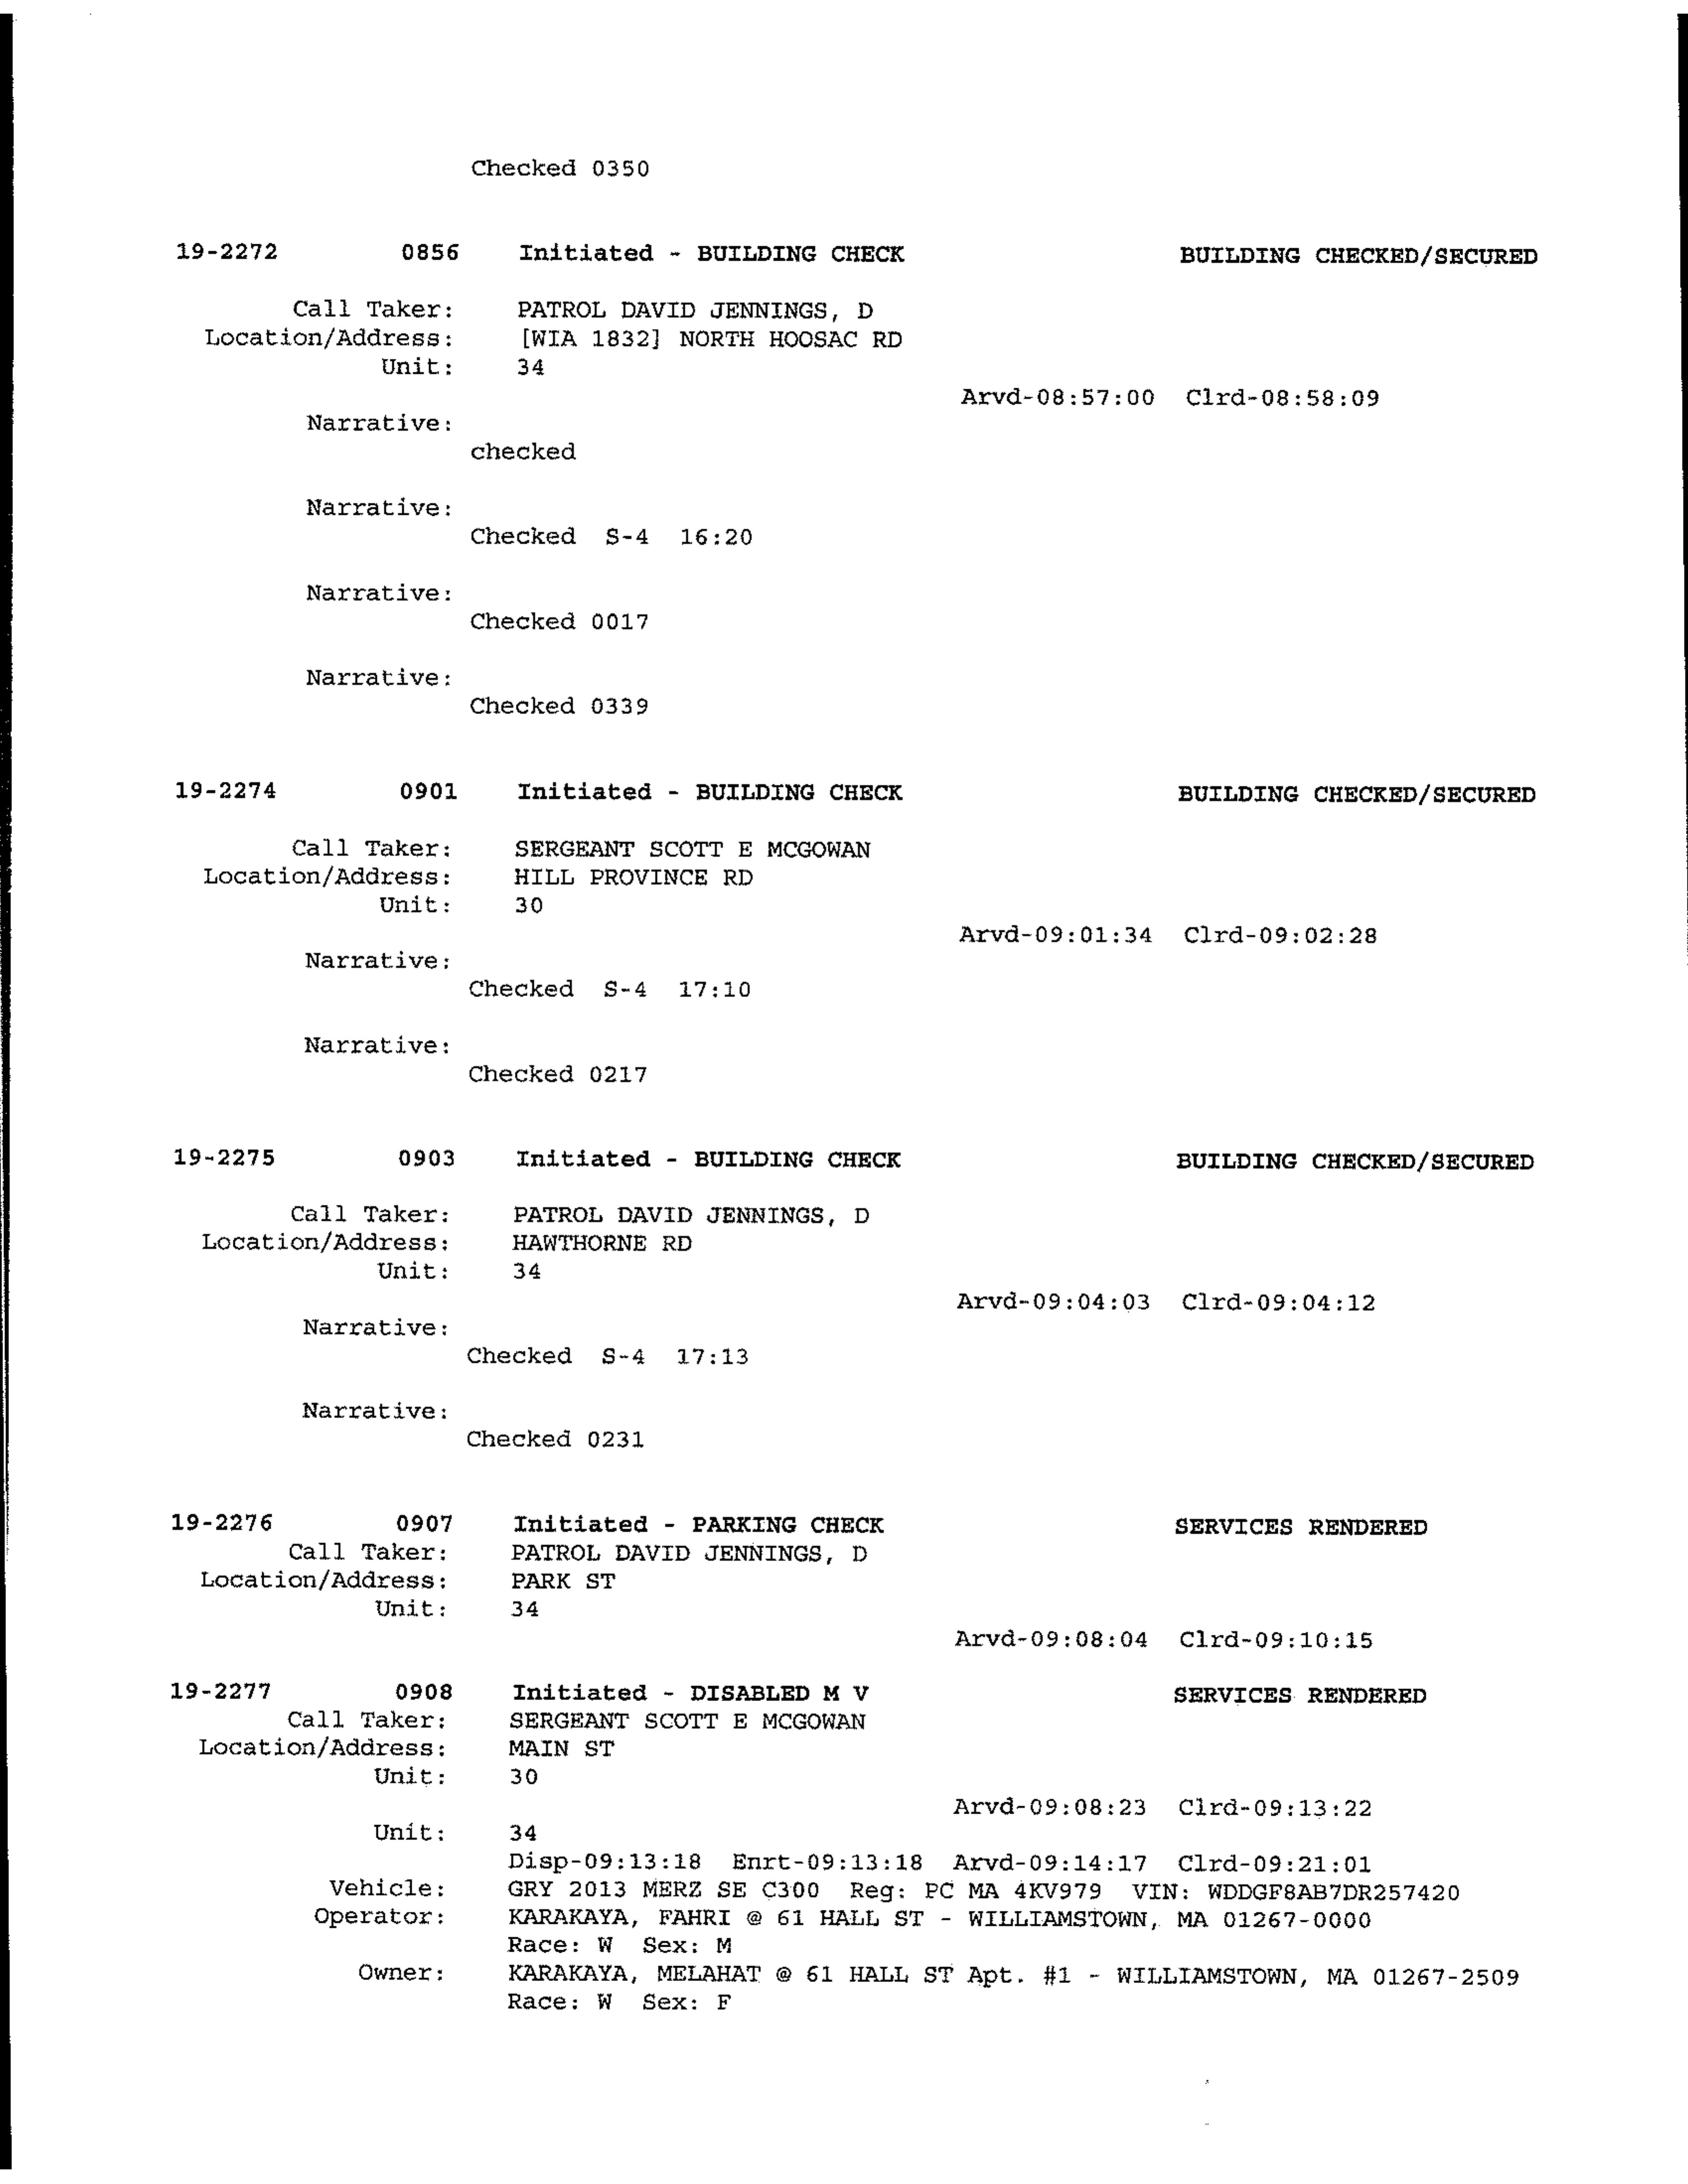 Checked 0350
19-2272 0856 Initiated - BUILDING CHECK BUILDING CHECKED/SECURED
Call Taker: PATROL DAVID JENNINGS, D
Location/Address: [WIA 1832] NORTH HOOSAC RD
Unit: 34
Arvd-08:57:00 Clrd-08:58:09
Narrative:
checked
Narrative:
Checked S-4 16:20
Narrative:
Checked 0017
Narrative:
Checked 0339
19-2274 0901 Initiated - BUILDING CHECK BUILDING CHECKED/SECURED
Call Taker: SERGEANT SCOTT E MCGOWAN
Location/Address: HILL PROVINCE RD
Unit: 30
Arvd-09:01:34 Clrd-09:02:28
Narrative:
Checked S-4 17:10
Narrative:
Checked 0217
19-2275 0903 Initiated - BUILDING CHECK BUILDING CHECKED/SECURED
Call Taker: PATROL DAVID JENNINGS, D
Location/Address: HAWTHORNE RD
Unit: 34
Arvd-09:04:03 Clrd-09:04:12
Narrative:
Checked S-4 17:13
Narrative:
Checked 0231
19-2276 0907 Initiated - PARKING CHECK SERVICES RENDERED
Call Taker: PATROL DAVID JENNINGS, D
Location/Address: PARK ST
Unit: 34
Arvd-09:08:04 Clrd-09:10:15
19-2277 0908 Initiated - DISABLED M V SERVICES RENDERED
Call Taker: SERGEANT SCOTT E MCGOWAN
Location/Address: MAIN ST
Unit: 30
Arvd-09:08:23 Clrd-09:13:22
Unit: 34
Disp-09:13:18 Enrt-09:13:18 Arvd-09:14:17 Clrd-09:21:01
Vehicle: GRY 2013 MERZ SE C300 Reg: PC MA 4KV979 VIN: WDDGF8AB7DR257420
Operator: KARAKAYA, FAHRI @ 61 HALL ST - WILLIAMSTOWN, MA 01267-0000
Race: W Sex: M
Owner: KARAKAYA, MELAHAT @ 61 HALL ST Apt. #1 - WILLIAMSTOWN, MA 01267-2509
Race: W Sex: F